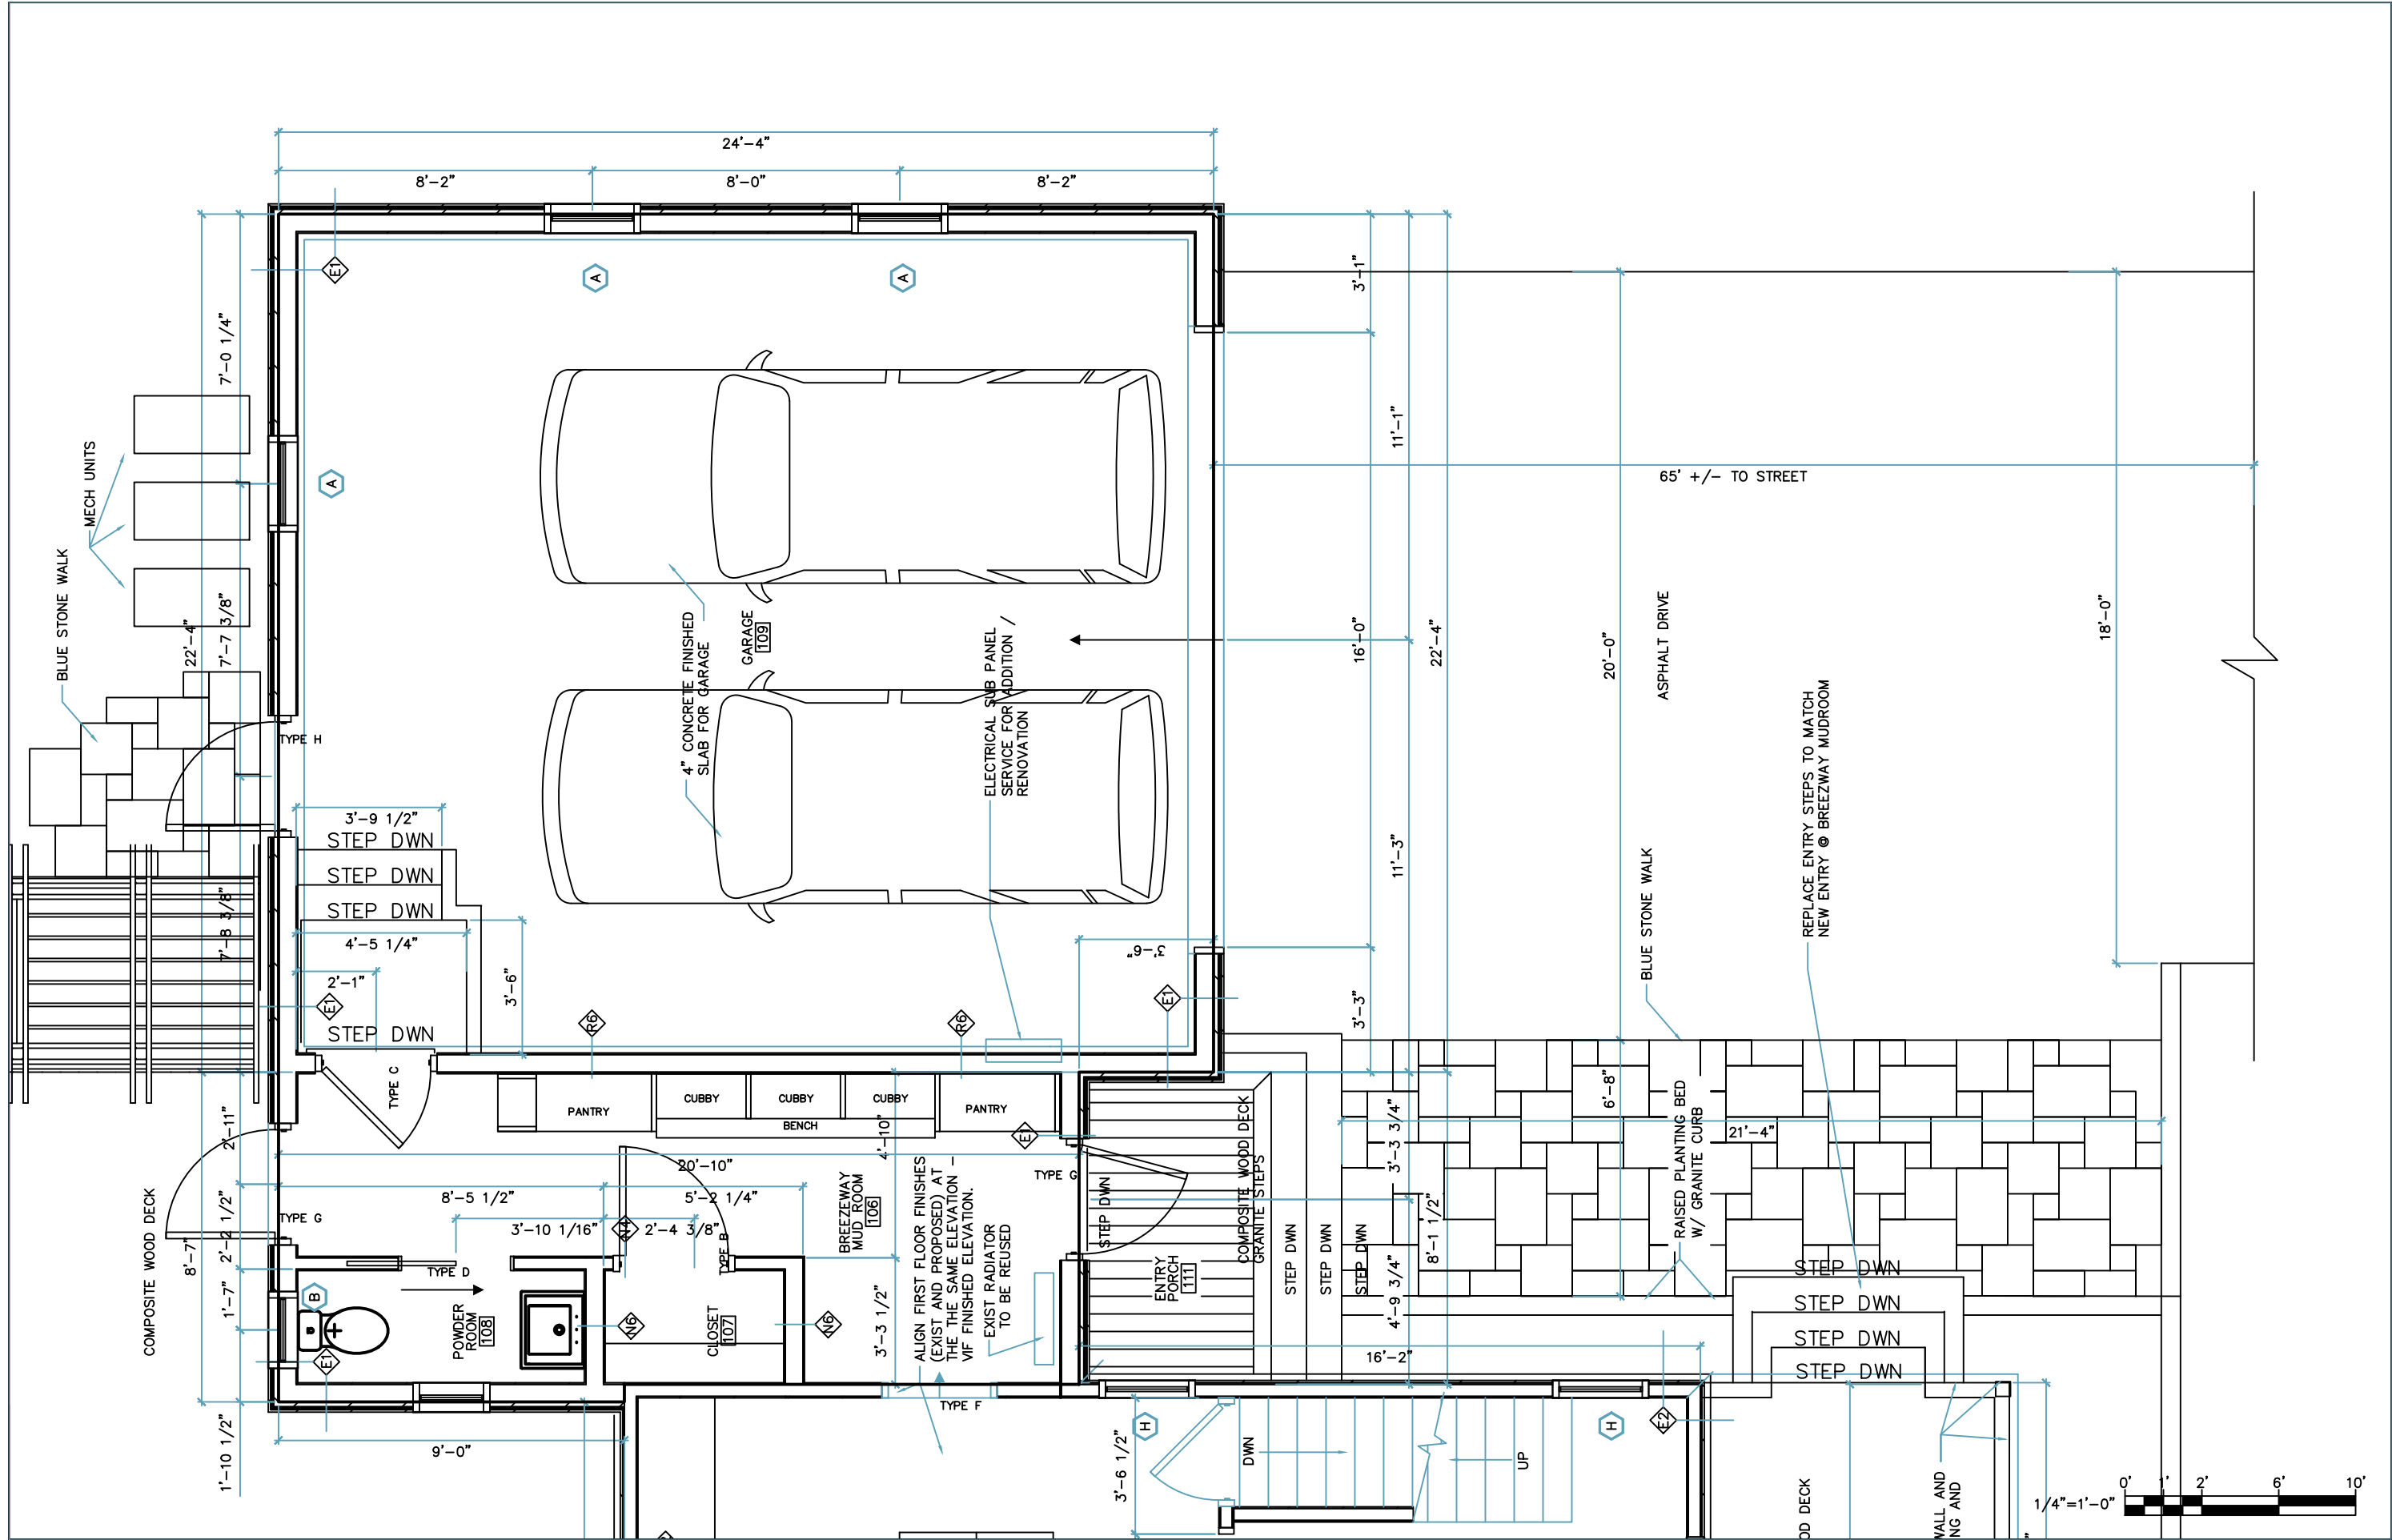 24'-4"
8'-2"
8'-0"
8'-2"
E1
A
A
3'-1"
7'-0 1/4"
11'-1"
MECH UNITS
A
65' +/- TO STREET
BLUE STONE WALK
22'-4"
7'-7 3/8"
4" CONCRETE FINISHED
SLAB FOR GARAGE
GARAGE
109
ELECTRICAL SUB PANEL
SERVICE FOR ADDITION /
RENOVATION
16'-0"
22'-4"
20'-0"
ASPHALT DRIVE
18'-0"
TYPE H
REPLACE ENTRY STEPS TO MATCH
NEW ENTRY @ BREEZWAY MUDROOM
3'-9 1/2"
STEP DWN
STEP DWN
STEP DWN
7'-8 3/8"
4'-5 1/4"
11'-3"
3'-6"
BLUE STONE WALK
2'-1"
3'-6"
E1
E1
3'-3"
R6
R6
STEP DWN
TYPE C
PANTRY
CUBBY
CUBBY
CUBBY
PANTRY
BENCH
E1
2'-11"
4'-10"
20'-10"
TYPE G
STEP DWN
COMPOSITE WOOD DECK
GRANITE STEPS
3'-3 3/4"
6'-8"
RAISED PLANTING BED
W/ GRANITE CURB
21'-4"
COMPOSITE WOOD DECK
8'-7"
2'-2 1/2"
8'-5 1/2"
5'-2 1/4"
TYPE G
3'-10 1/16"
N4
2'-4 3/8"
TYPE B
BREEZEWAY
MUD ROOM
106
ALIGN FIRST FLOOR FINISHES
(EXIST AND PROPOSED) AT
THE THE SAME ELEVATION -
VIF FINISHED ELEVATION.
EXIST RADIATOR
TO BE REUSED
ENTRY
PORCH
111
STEP DWN
STEP DWN
STEP DWN
8'-1 1/2"
4'-9 3/4"
STEP DWN
STEP DWN
STEP DWN
STEP DWN
TYPE D
1'-7"
B
POWDER
ROOM
108
N6
CLOSET
107
N6
3'-3 1/2"
E1
16'-2"
TYPE F
1'-10 1/2"
9'-0"
3'-6 1/2"
H
DWN
UP
H
E2
OD DECK
WALL AND
NG AND
0'
1'
2'
6'
10'
1/4"=1'-0"